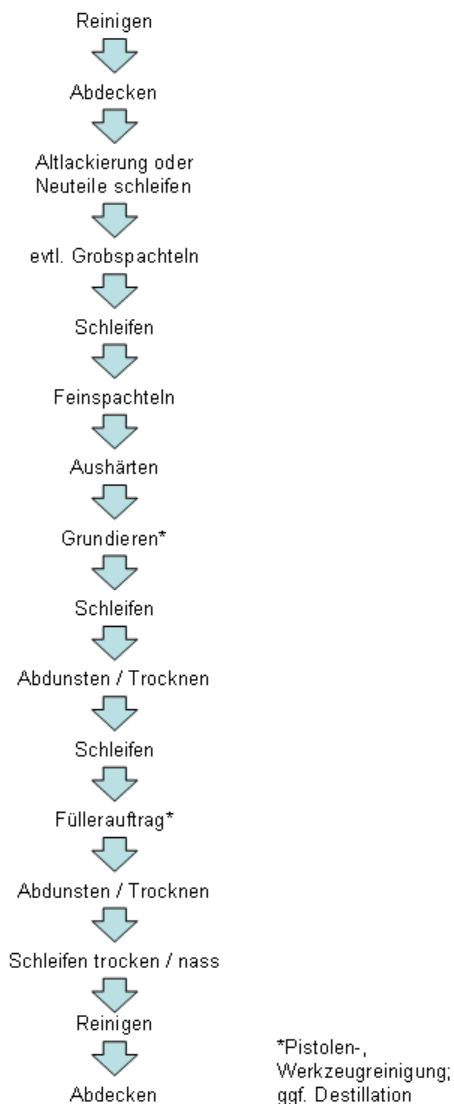 Reinigen
Abdecken
Altlackierung oder
Neuteile schleifen
evtl. Grobspachteln
Schleifen
Feinspachteln
Aushärten
Grundieren*
Schleifen
Abdunsten / Trocknen
Schleifen
Füllerauftrag*
Abdunsten / Trocknen
Schleifen trocken / nass
Reinigen
Abdecken
*Pistolen-,
Werkzeugreinigung;
ggf. Destillation